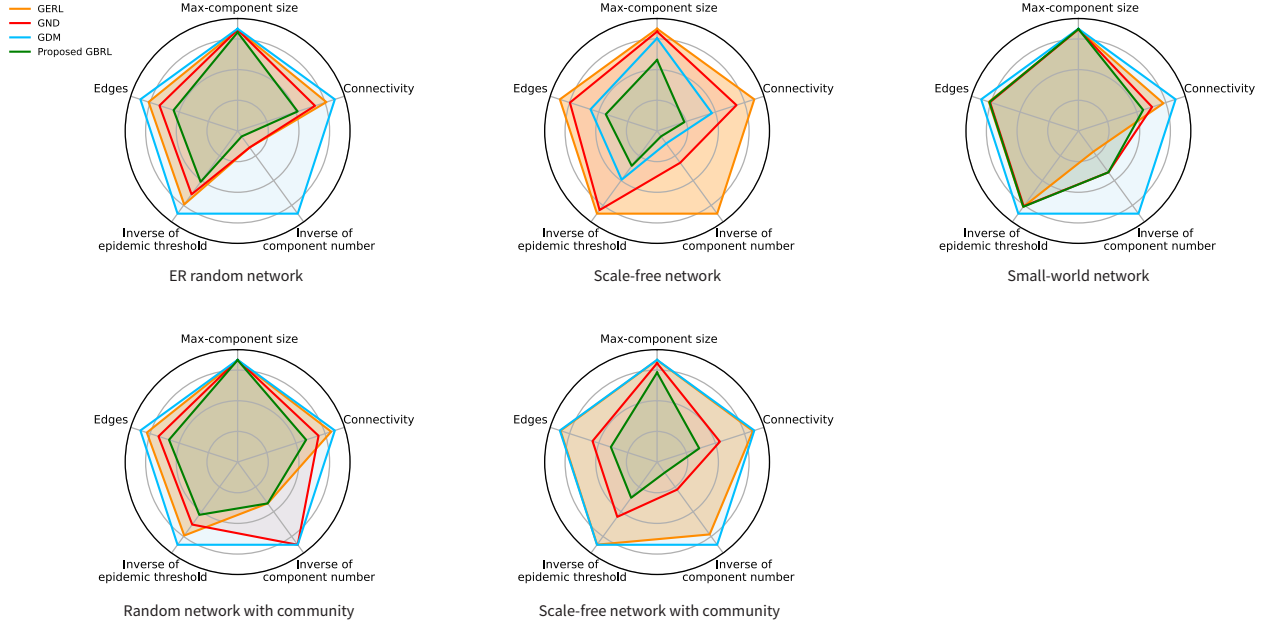 GERL
GND
GDM
Proposed GBRL
Max-component size
Edges
Connectivity
Inverse of
epidemic threshold
Inverse of
component number
ER random network
Max-component size
Edges
Connectivity
Inverse of
epidemic threshold
Inverse of
component number
Scale-free network
Max-component size
Edges
Connectivity
Inverse of
epidemic threshold
Inverse of
component number
Small-world network
Max-component size
Edges
Connectivity
Inverse of
epidemic threshold
Inverse of
component number
Random network with community
Max-component size
Edges
Connectivity
Inverse of
epidemic threshold
Inverse of
component number
Scale-free network with community